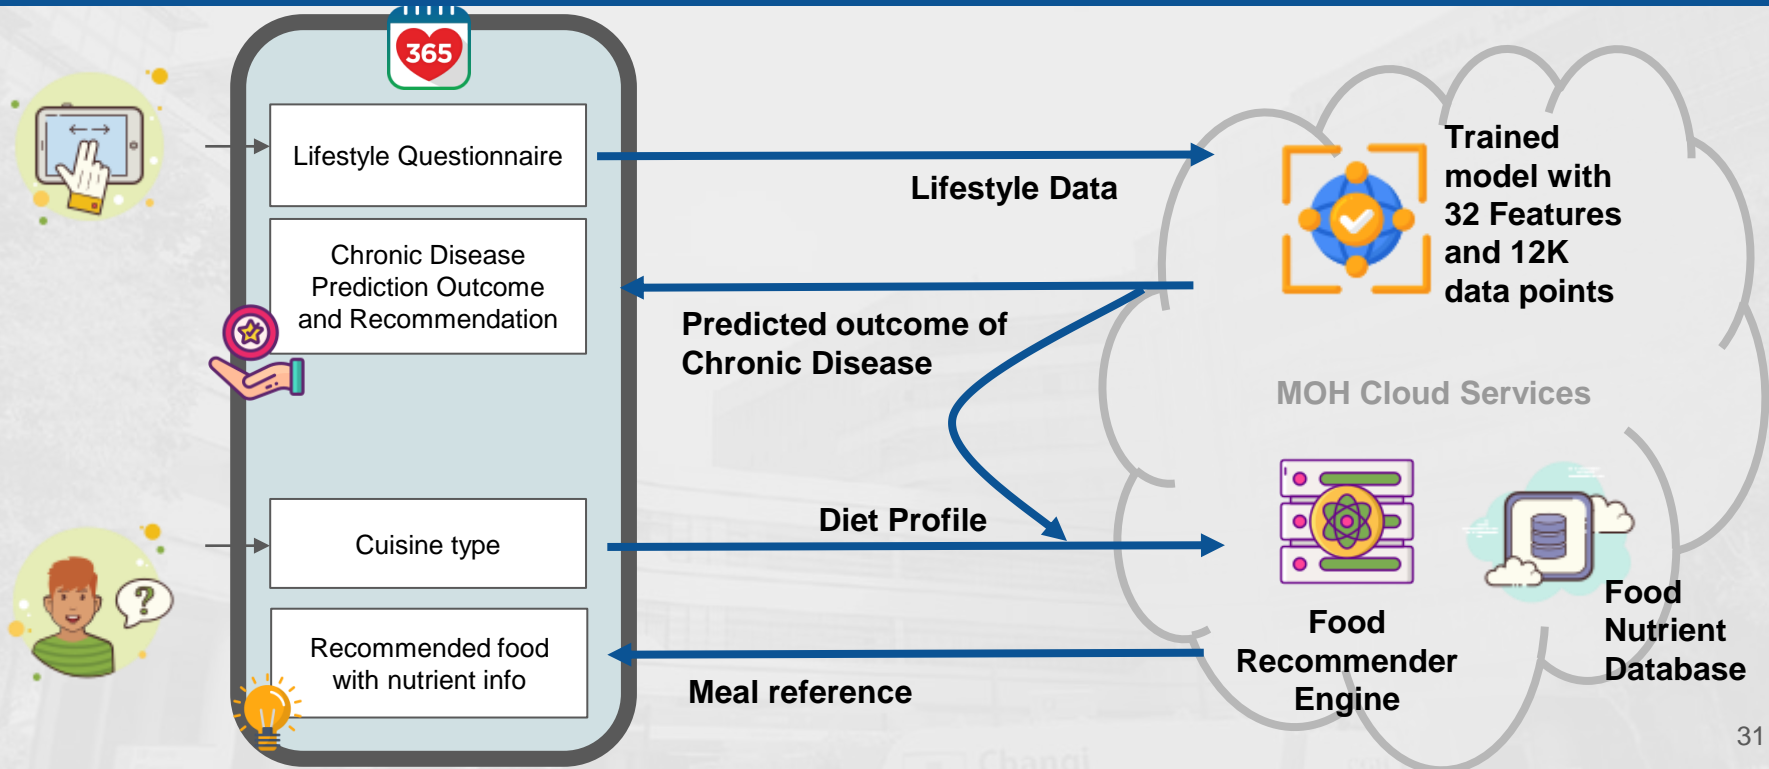 365
Lifestyle Questionnaire
Lifestyle Data
Trained
model with
32 Features
and 12K
data points
Chronic Disease
Prediction Outcome
and Recommendation
Predicted outcome of
Chronic Disease
MOH Cloud Services
Cuisine type
Diet Profile
?
Recommended food
with nutrient info
Meal reference
Food
Recommender
Engine
Food
Nutrient
Database
31
Changi